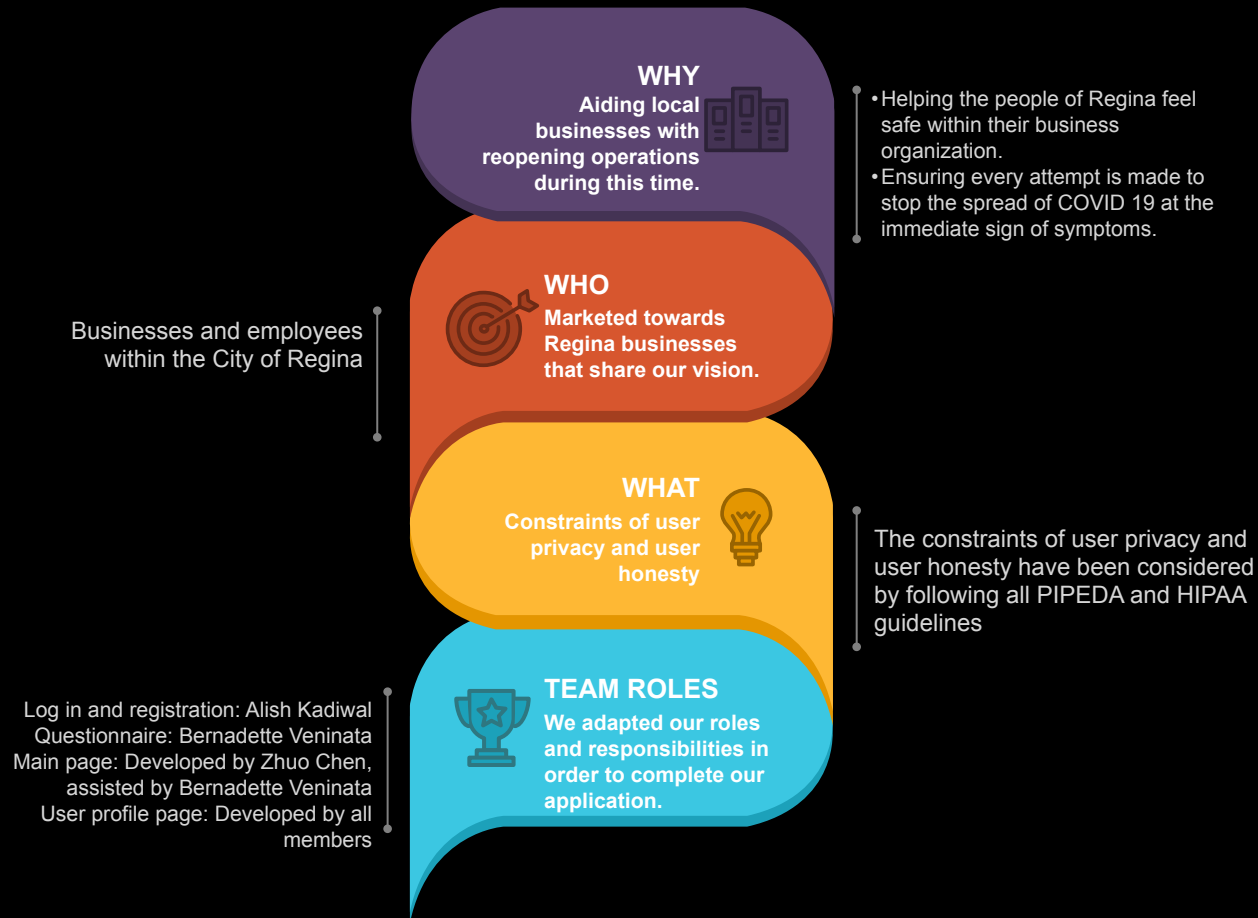 WHY
Aiding local
businesses with
reopening operations
during this time.
•Helping the people of Regina feel
safe within their business
organization.
•Ensuring every attempt is made to
stop the spread of COVID 19 at the
immediate sign of symptoms.
WHO
Marketed towards
Regina businesses
that share our vision.
Businesses and employees
within the City of Regina
WHAT
Constraints of user
privacy and user
honesty
The constraints of user privacy and
user honesty have been considered
by following all PIPEDA and HIPAA
guidelines
TEAM ROLES
We adapted our roles
and responsibilities in
order to complete our
application.
Log in and registration: Alish Kadiwal
Questionnaire: Bernadette Veninata
Main page: Developed by Zhuo Chen,
assisted by Bernadette Veninata
User profile page: Developed by all
members